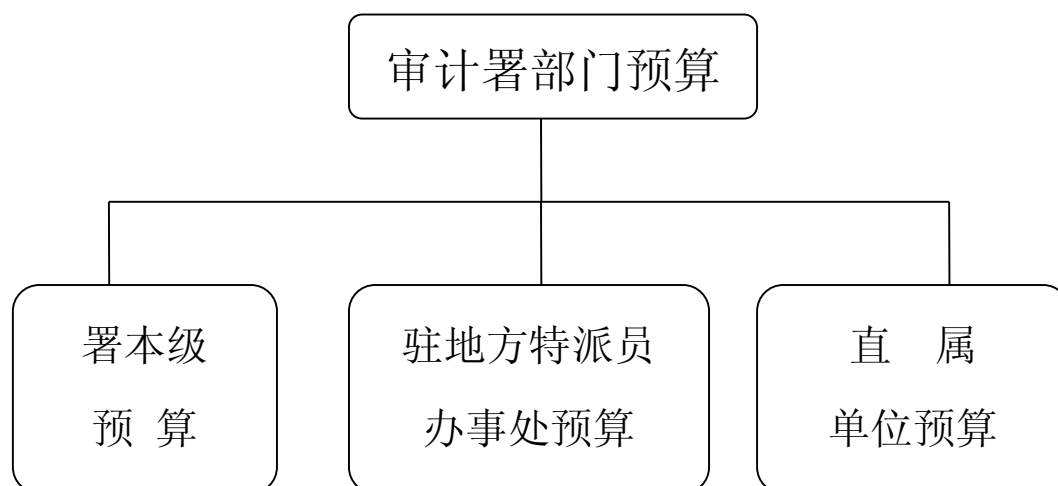 审计署部门预算
署本级
预 算
驻地方特派员
办事处预算
直 属
单位预算